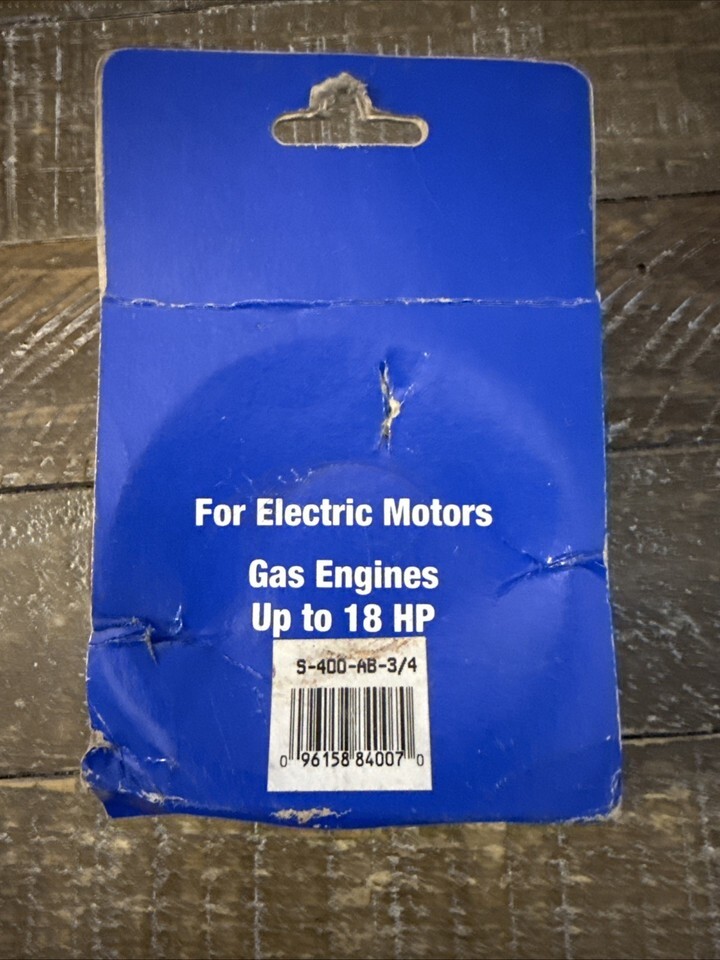 For Electric Motors
Gas Engines
Up to 18 HP
S-400-AB-3/4
0 96158 84007 0